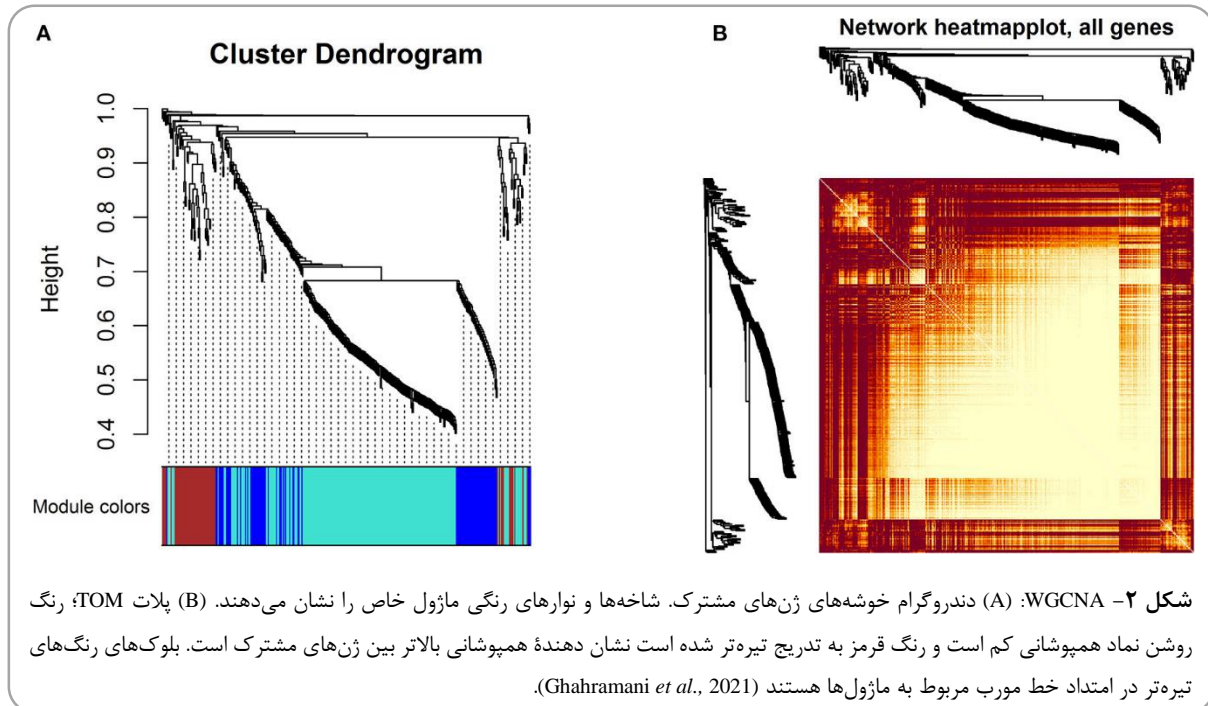 A
Cluster Dendrogram
Height
1.0
0.9
0.8
0.7
0.6
0.5
0.4
Module colors
B
Network heatmapplot, all genes
شکل ۲- WGCNA: (A) دندروگرام خوشه‌های ژن‌های مشترک. شاخه‌ها و نوارهای رنگی ماژول خاص را نشان می‌دهند. (B) پلات TOM؛ رنگ
روشن نماد همپوشانی کم است و رنگ قرمز به تدریج تیره‌تر شده است نشان دهندهٔ همپوشانی بالاتر بین ژن‌های مشترک است. بلوک‌های رنگ‌های
تیره‌تر در امتداد خط مورب مربوط به ماژول‌ها هستند (Ghahramani et al., 2021).